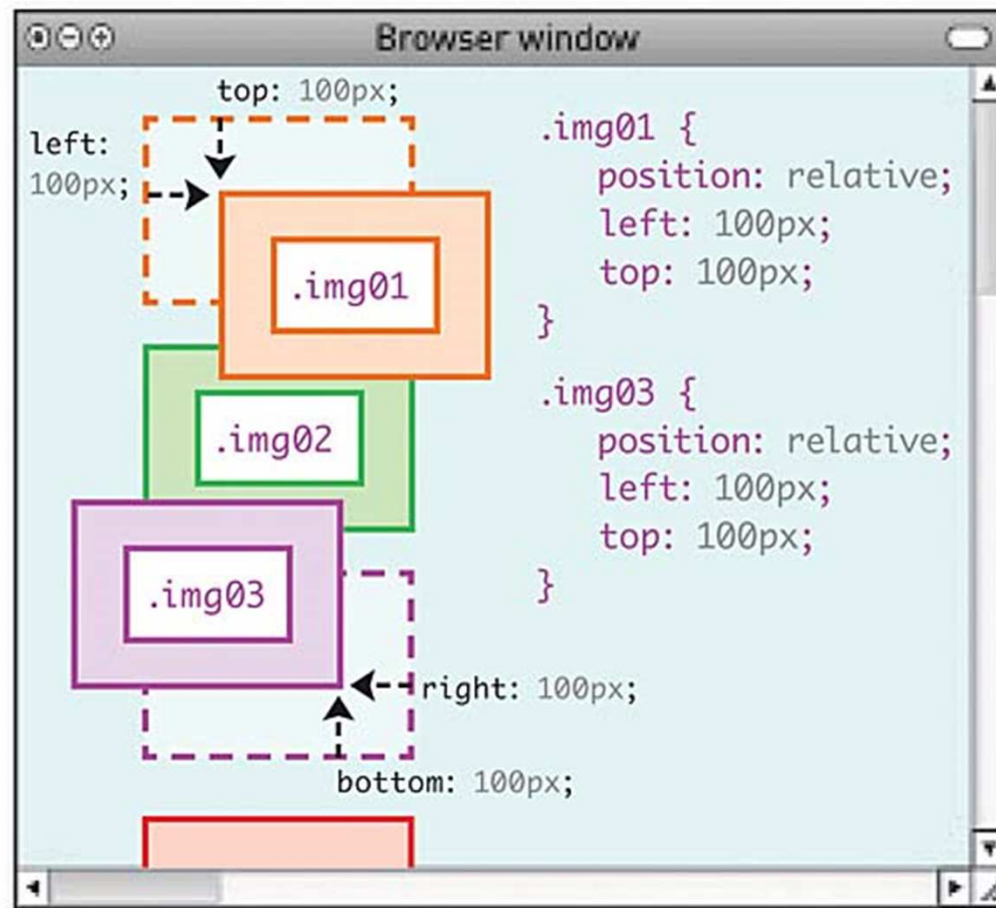 Browser window
top: 100px;
left:
100px;
.img01
.img02
.img03
right: 100px;
bottom: 100px;
.img01 {
position: relative;
left: 100px;
top: 100px;
}
.img03 {
position: relative;
left: 100px;
top: 100px;
}